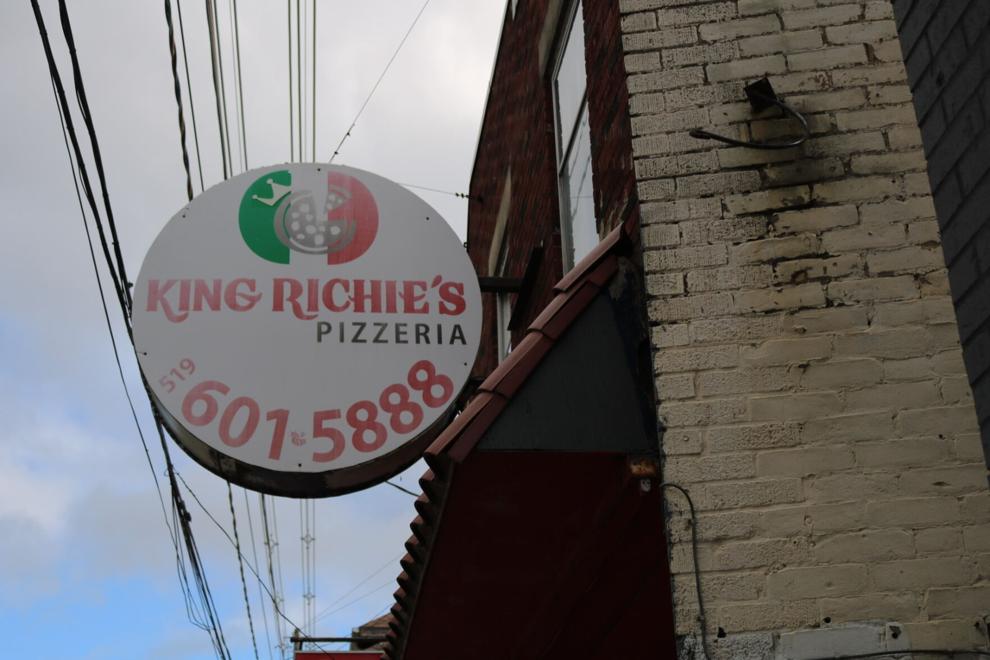 KING RICHIE'S
PIZZERIA
519
601-5888